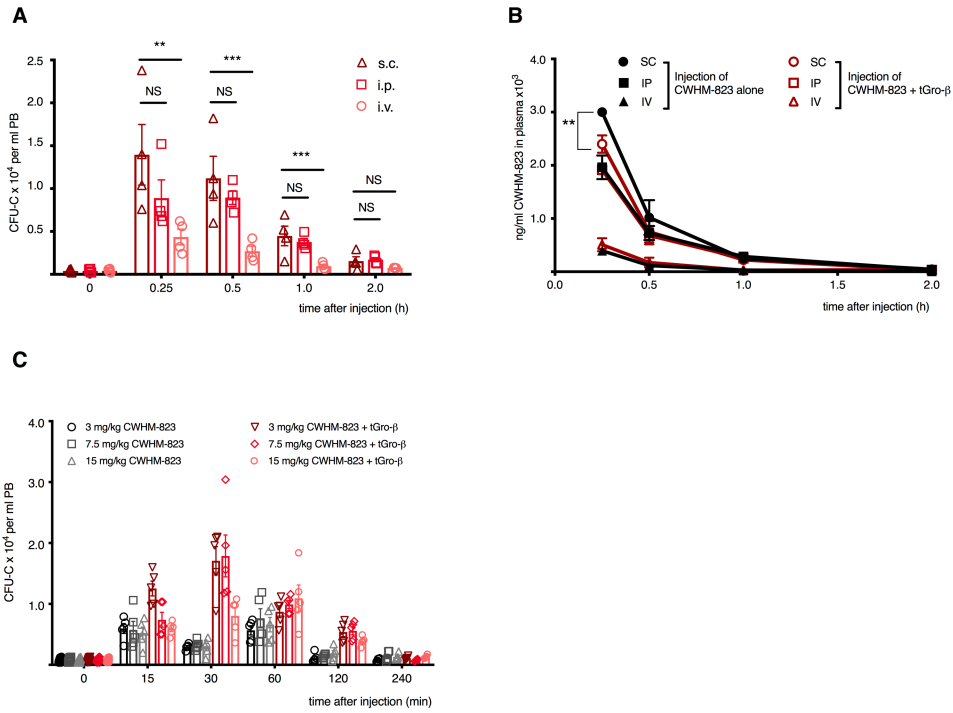 A
CFU-C x 10⁴ per ml PB
2.5
2.0
1.5
1.0
0.5
**
NS
***
NS
***
NS
NS
NS
s.c.
i.p.
i.v.
0
0.25
0.5
1.0
2.0
time after injection (h)
B
ng/ml CWHM-823 in plasma x10³
4.0
3.0
2.0
1.0
**
SC
IP
IV
Injection of
CWHM-823 alone
SC
IP
IV
Injection of
CWHM-823 + tGro-β
0.0
0.5
1.0
2.0
time after injection (h)
C
CFU-C x 10⁴ per ml PB
4.0
3.0
2.0
1.0
3 mg/kg CWHM-823
7.5 mg/kg CWHM-823
15 mg/kg CWHM-823
3 mg/kg CWHM-823 + tGro-β
7.5 mg/kg CWHM-823 + tGro-β
15 mg/kg CWHM-823 + tGro-β
0
15
30
60
120
240
time after injection (min)